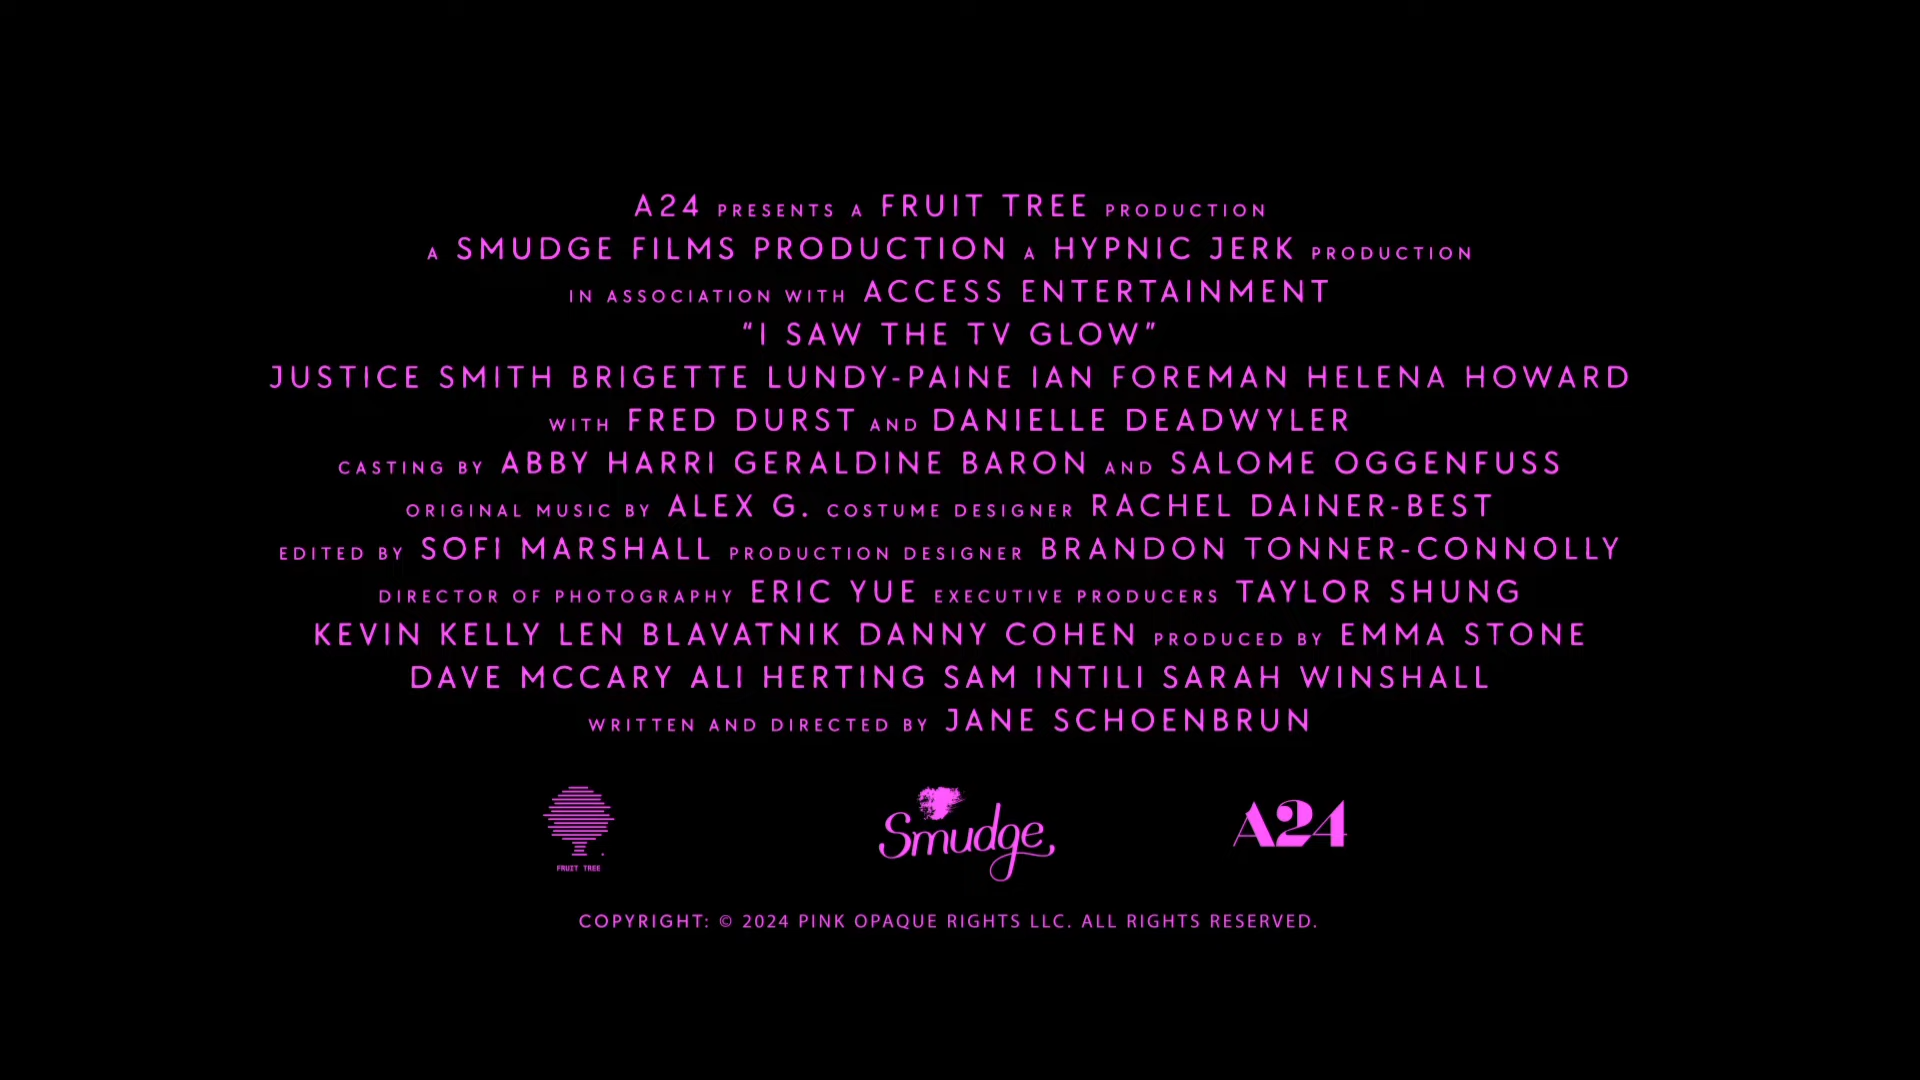 A24 PRESENTS A FRUIT TREE PRODUCTION
A SMUDGE FILMS PRODUCTION A HYPNIC JERK PRODUCTION
IN ASSOCIATION WITH ACCESS ENTERTAINMENT
“I SAW THE TV GLOW”
JUSTICE SMITH BRIGETTE LUNDY-PAINE IAN FOREMAN HELENA HOWARD
WITH FRED DURST AND DANIELLE DEADWYLER
CASTING BY ABBY HARRI GERALDINE BARON AND SALOME OGGENFUSS
ORIGINAL MUSIC BY ALEX G. COSTUME DESIGNER RACHEL DAINER-BEST
EDITED BY SOFI MARSHALL PRODUCTION DESIGNER BRANDON TONNER-CONNOLLY
DIRECTOR OF PHOTOGRAPHY ERIC YUE EXECUTIVE PRODUCERS TAYLOR SHUNG
KEVIN KELLY LEN BLAVATNIK DANNY COHEN PRODUCED BY EMMA STONE
DAVE MCCARY ALI HERTING SAM INTILI SARAH WINSHALL
WRITTEN AND DIRECTED BY JANE SCHOENBRUN
FRUIT TREE
Smudge
A24
COPYRIGHT: © 2024 PINK OPAQUE RIGHTS LLC. ALL RIGHTS RESERVED.